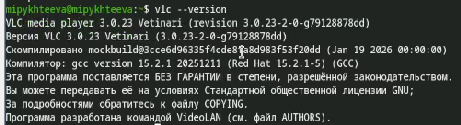 mipykhteeva@mipykhteeva:~$ vlc --version
VLC media player 3.0.23 Vetinari (revision 3.0.23-2-0-g79128878cd)
Версия VLC 3.0.23 Vetinari (3.0.23-2-0-g79128878cd)
Скомпилировано (Jan 19 2026 00:00:00)
Компилятор: gcc version 15.2.1 20251211 (Red Hat 15.2.1-5) (GCC)
Эта программа поставляется БЕЗ ГАРАНТИИ в степени, разрешённой законодательством.
Вы можете передавать её на условиях Стандартной общественной лицензии GNU;
За подробностями обратитесь к файлу COPYING.
Программа разработана командой VideoLAN (см. файл AUTHORS).